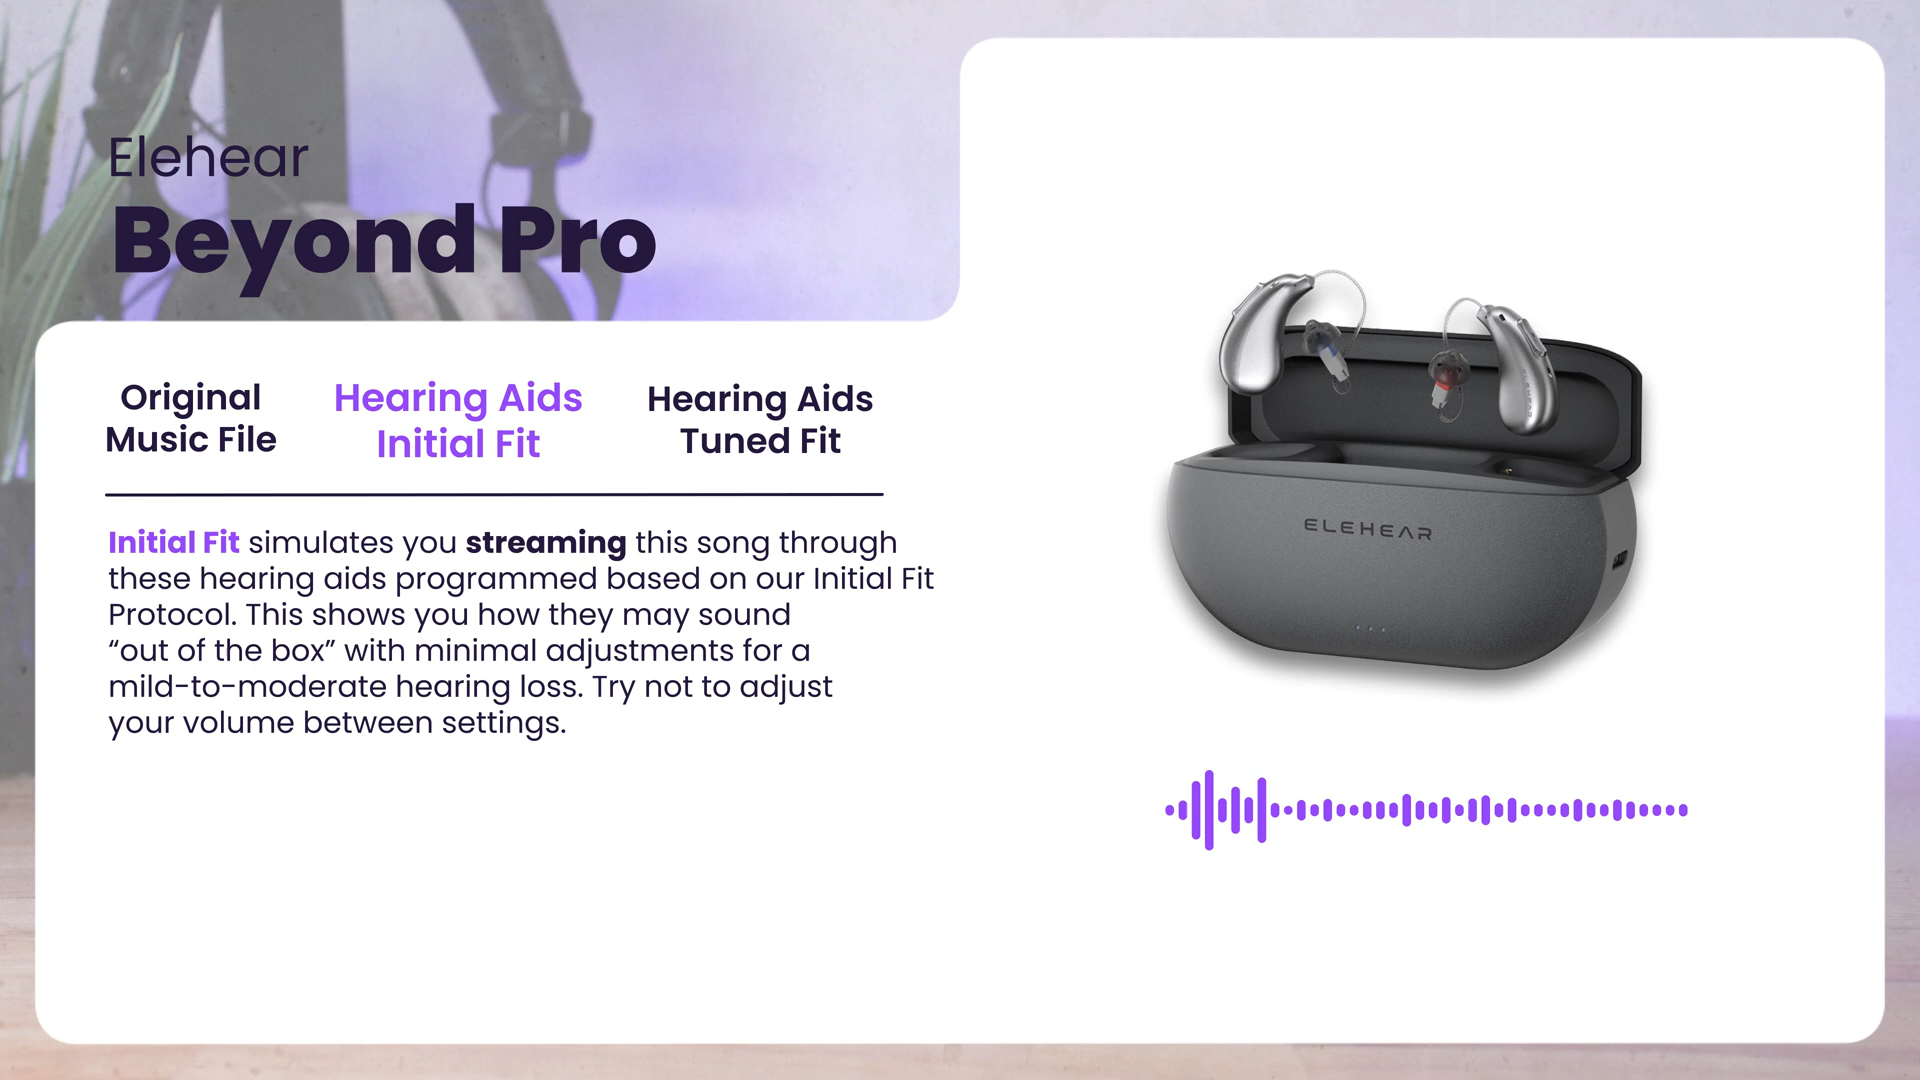 Elehear
Beyond Pro
Original
Music File
Hearing Aids
Initial Fit
Hearing Aids
Tuned Fit
Initial Fit simulates you streaming this song through
these hearing aids programmed based on our Initial Fit
Protocol. This shows you how they may sound
“out of the box” with minimal adjustments for a
mild-to-moderate hearing loss. Try not to adjust
your volume between settings.
ELEHEAR
ELEHEAR